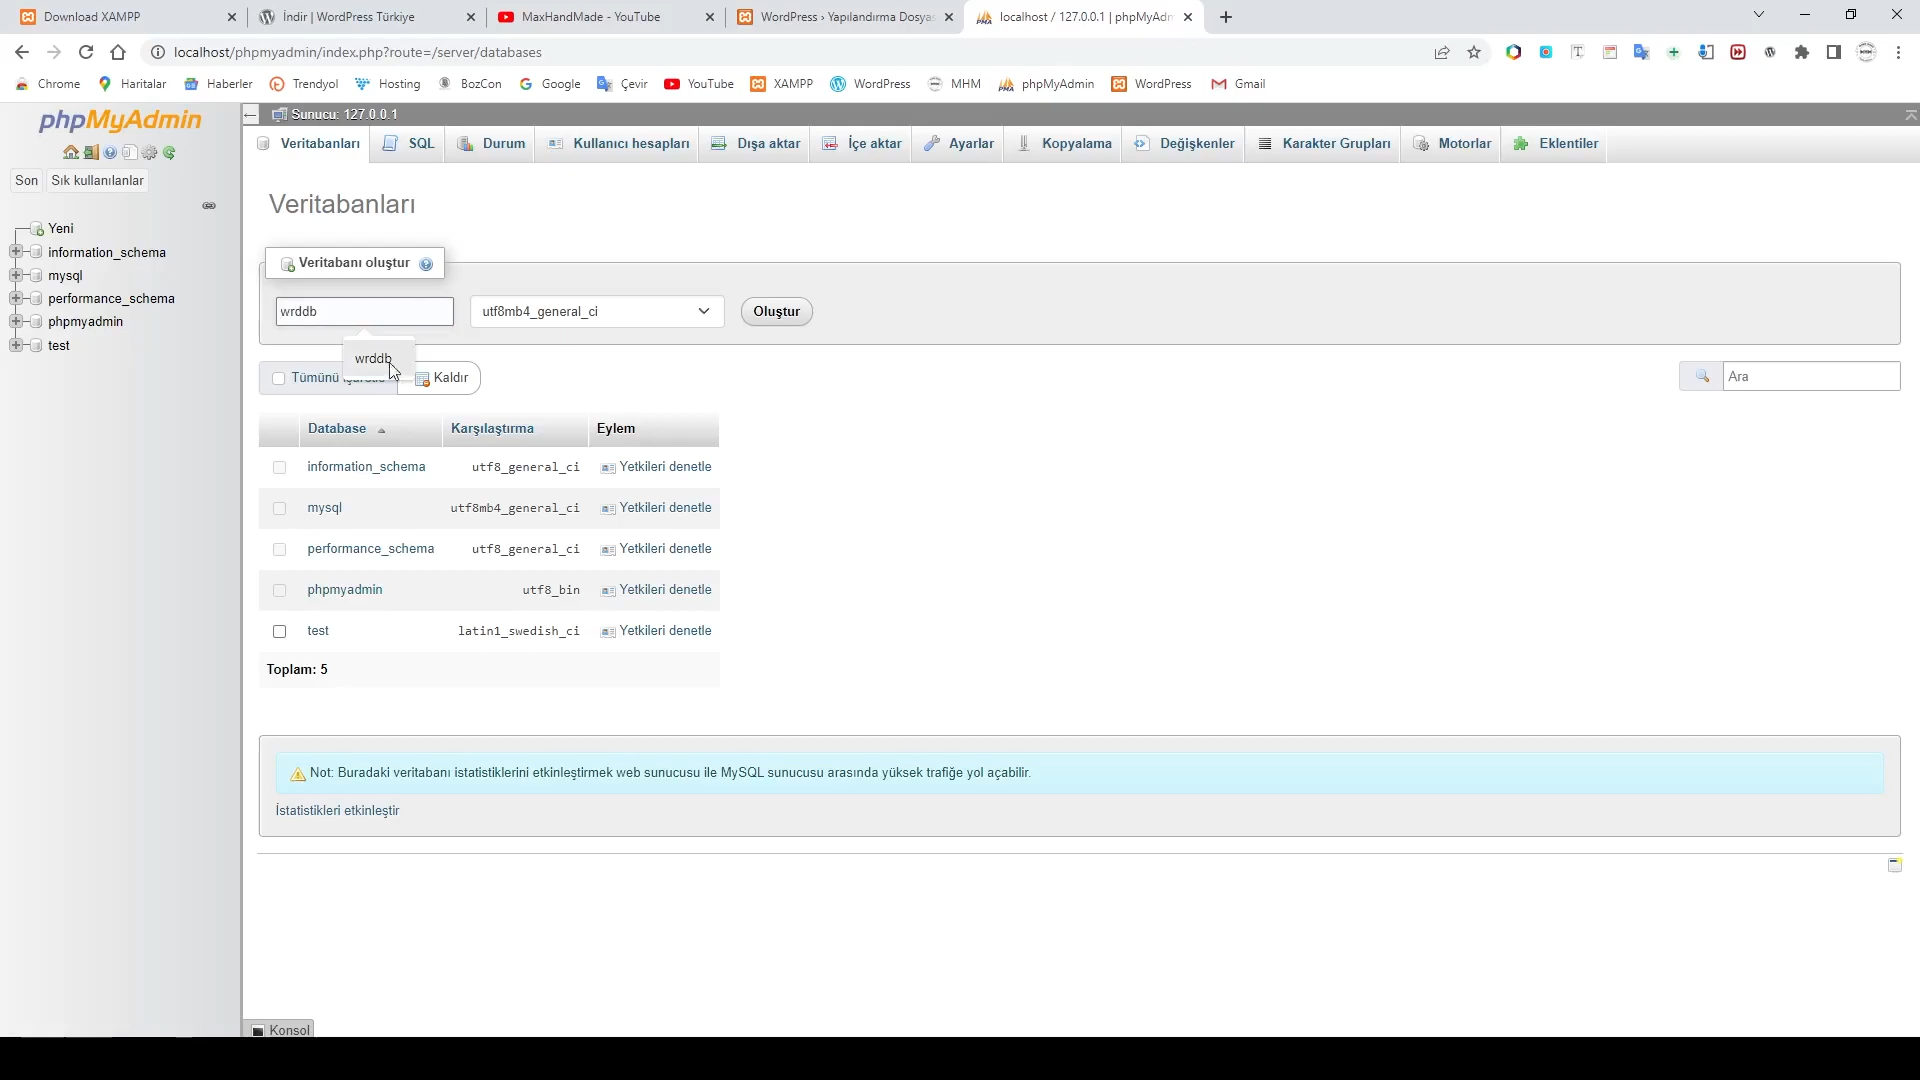 Download XAMPP
İndir | WordPress Türkiye
MaxHandMade - YouTube
WordPress › Yapılandırma Dosyas
localhost / 127.0.0.1 | phpMyAdm
localhost/phpmyadmin/index.php?route=/server/databases
Chrome
Haritalar
Haberler
Trendyol
Hosting
BozCon
Google
Çevir
YouTube
XAMPP
WordPress
MHM
phpMyAdmin
WordPress
Gmail
phpMyAdmin
Son
Sık kullanılanlar
Yeni
information_schema
mysql
performance_schema
phpmyadmin
test
Sunucu: 127.0.0.1
Veritabanları
SQL
Durum
Kullanıcı hesapları
Dışa aktar
İçe aktar
Ayarlar
Kopyalama
Değişkenler
Karakter Grupları
Motorlar
Eklentiler
Veritabanları
Veritabanı oluştur
wrddb
utf8mb4_general_ci
Oluştur
wrddb
Tümünü
Kaldır
Ara
Database
Karşılaştırma
Eylem
information_schema utf8_general_ci Yetkileri denetle
mysql utf8mb4_general_ci Yetkileri denetle
performance_schema utf8_general_ci Yetkileri denetle
phpmyadmin utf8_bin Yetkileri denetle
test latin1_swedish_ci Yetkileri denetle
Toplam: 5
Not: Buradaki veritabanı istatistiklerini etkinleştirmek web sunucusu ile MySQL sunucusu arasında yüksek trafiğe yol açabilir.
İstatistikleri etkinleştir
Konsol